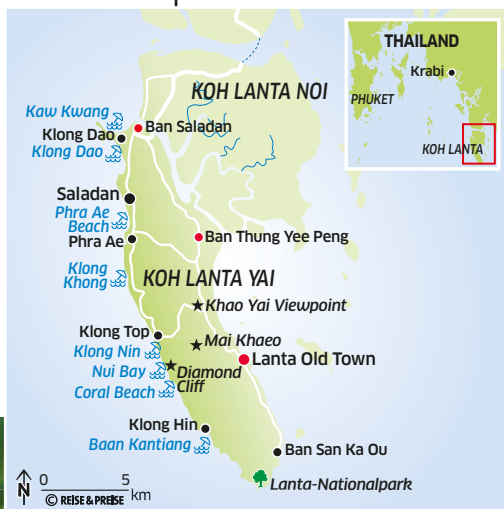 THAILAND
Krabi
PHUKET
KOH LANTA
KOH LANTA NOI
Kaw Kwang
Ban Saladan
Klong Dao
Klong Dao
Saladan
Phra Ae
Beach
Phra Ae
Ban Thung Yee Peng
Klong
Khong
KOH LANTA YAI
Khao Yai Viewpoint
Klong Top
Mai Khaeo
Klong Nin
Lanta Old Town
Nui Bay
Diamond
Cliff
Coral Beach
Klong Hin
Baan Kantiang
Ban San Ka Ou
Lanta-Nationalpark
N
0 5
km
© REISE & PREISE